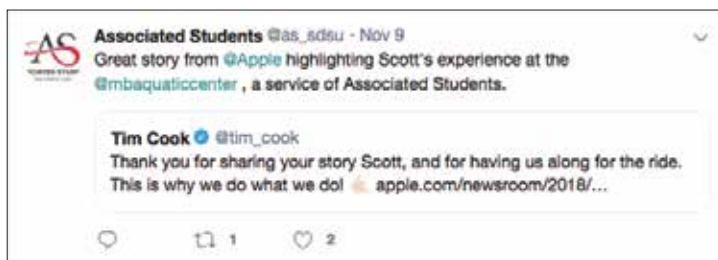 AS
Associated Students @as_sdsu · Nov 9
Great story from @Apple highlighting Scott's experience at the
@mbaquaticcenter , a service of Associated Students.
Tim Cook @tim_cook
Thank you for sharing your story Scott, and for having us along for the ride.
This is why we do what we do! 🤙🏻 apple.com/newsroom/2018/...
1
2